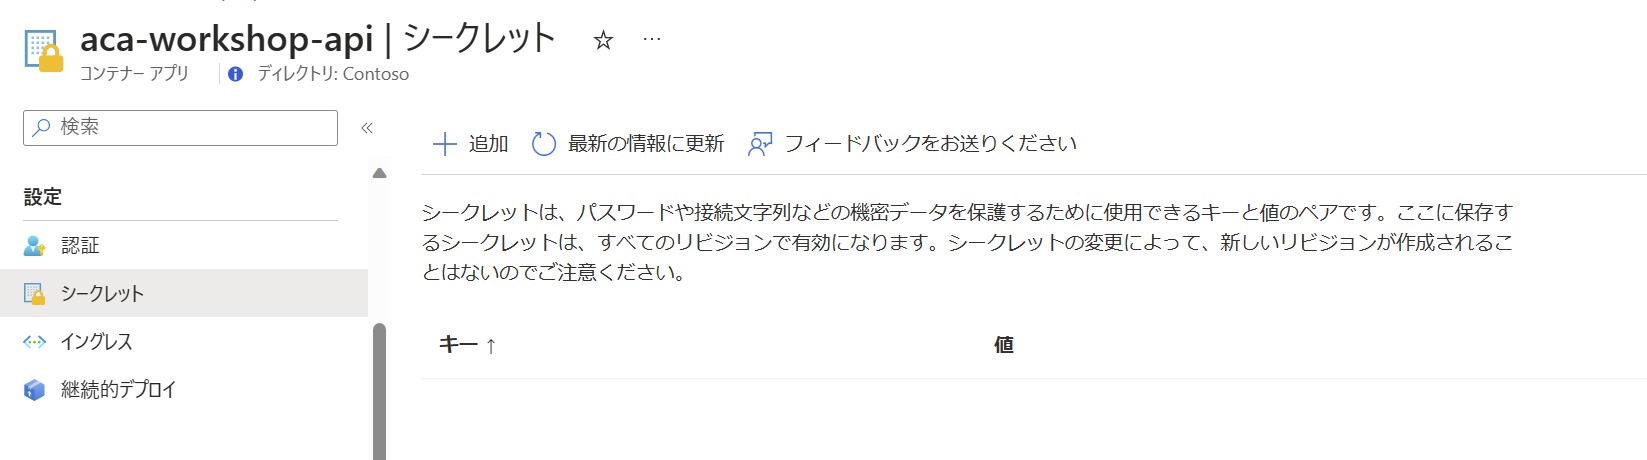 aca-workshop-api | シークレット ☆ …
コンテナー アプリ ディレクトリ: Contoso
検索 «
追加 最新の情報に更新 フィードバックをお送りください
設定
シークレットは、パスワードや接続文字列などの機密データを保護するために使用できるキーと値のペアです。ここに保存す
るシークレットは、すべてのリビジョンで有効になります。シークレットの変更によって、新しいリビジョンが作成されるこ
とはないのでご注意ください。
認証
シークレット
イングレス
継続的デプロイ
キー ↑ 値